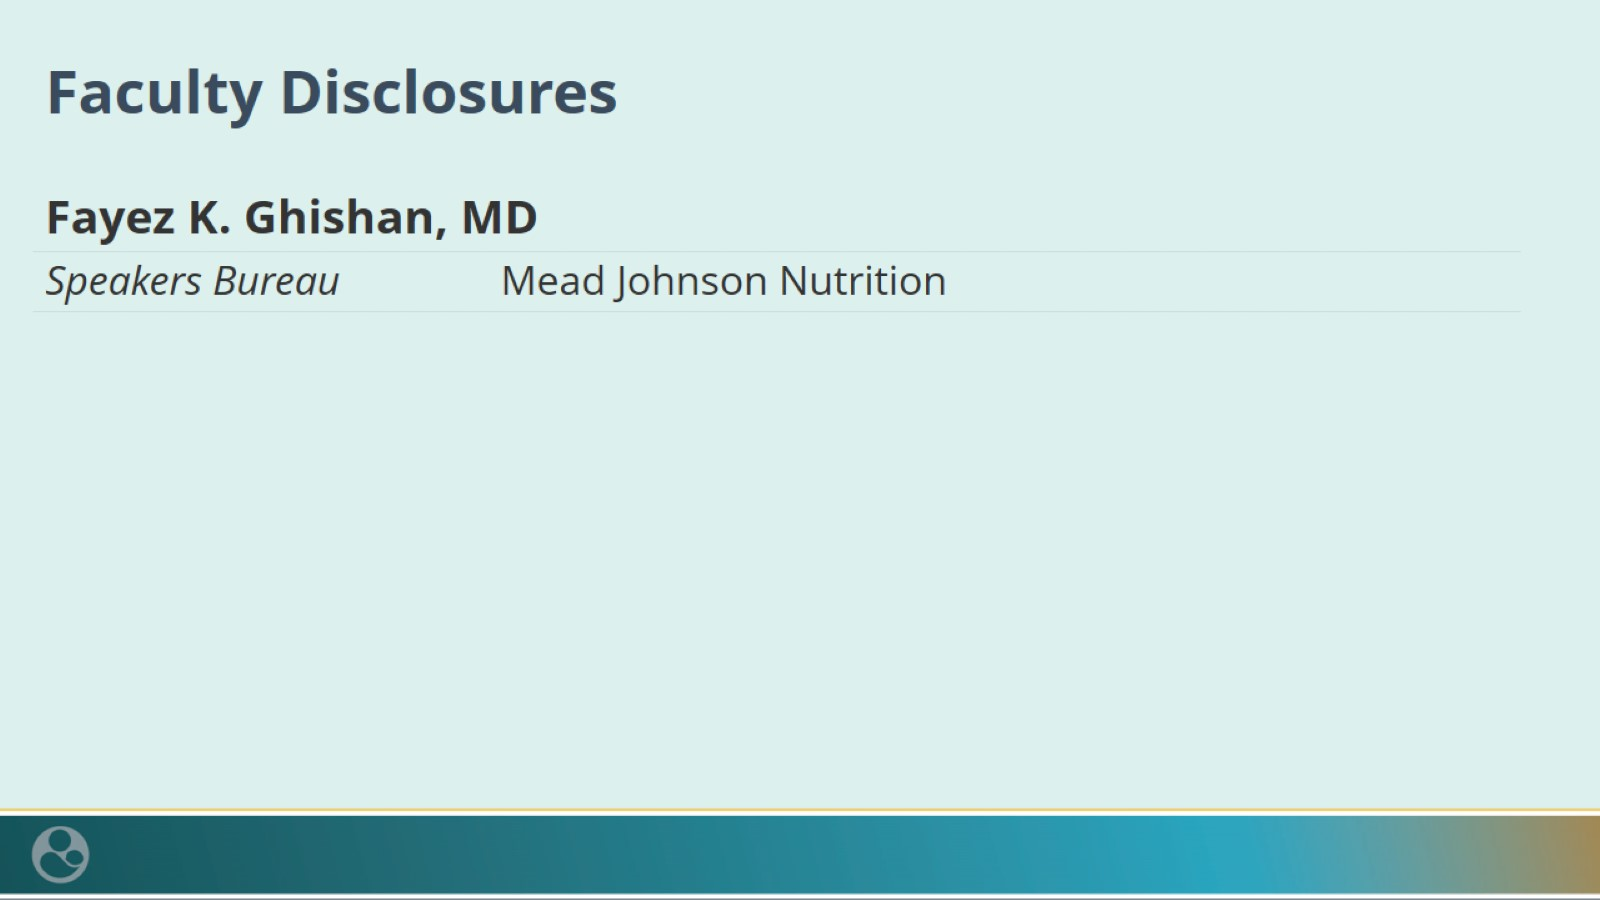 Faculty Disclosures
Fayez K. Ghishan, MD
Speakers Bureau Mead Johnson Nutrition